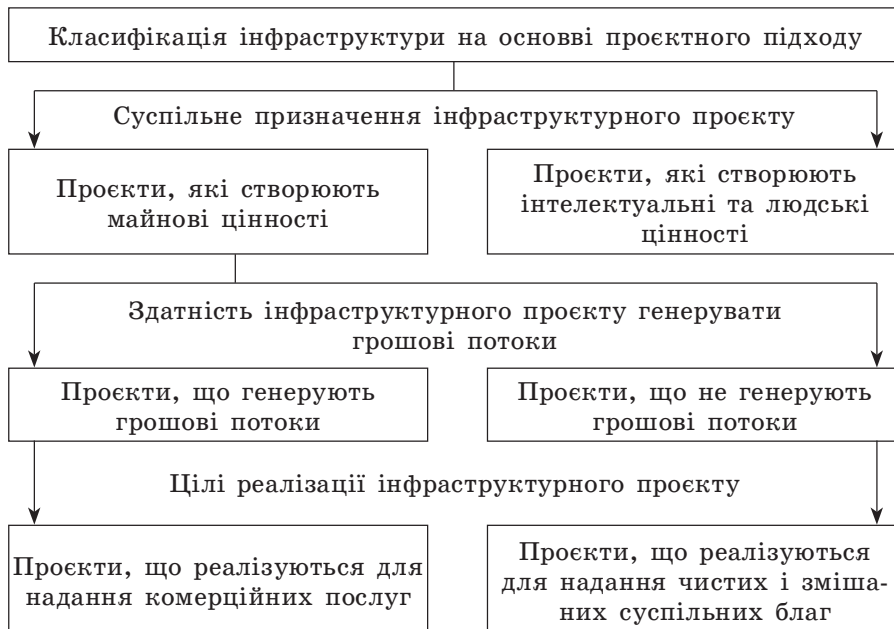 Класифікація інфраструктури на основві проєктного підходу
Суспільне призначення інфраструктурного проєкту
Проєкти, які створюють
майнові цінності
Проєкти, які створюють
інтелектуальні та людські
цінності
Здатність інфраструктурного проєкту генерувати
грошові потоки
Проєкти, що генерують
грошові потоки
Проєкти, що не генерують
грошові потоки
Цілі реалізації інфраструктурного проєкту
Проєкти, що реалізуються для
надання комерційних послуг
Проєкти, що реалізуються
для надання чистих і зміша-
них суспільних благ